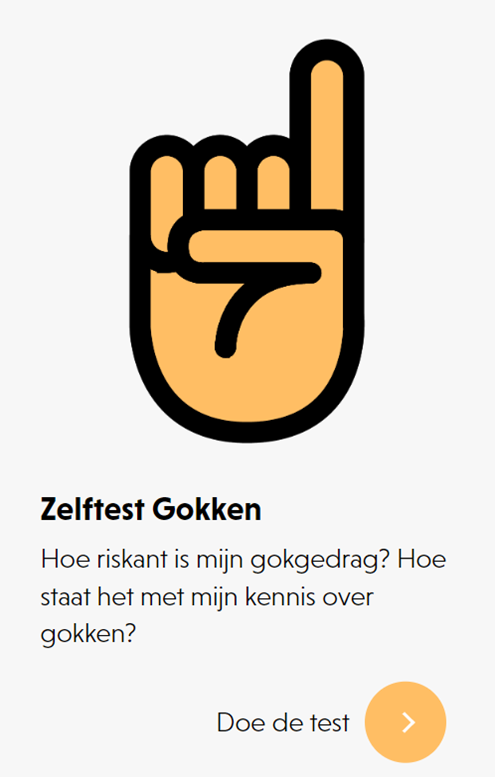 Zelftest Gokken
Hoe riskant is mijn gokgedrag? Hoe
staat het met mijn kennis over
gokken?
Doe de test